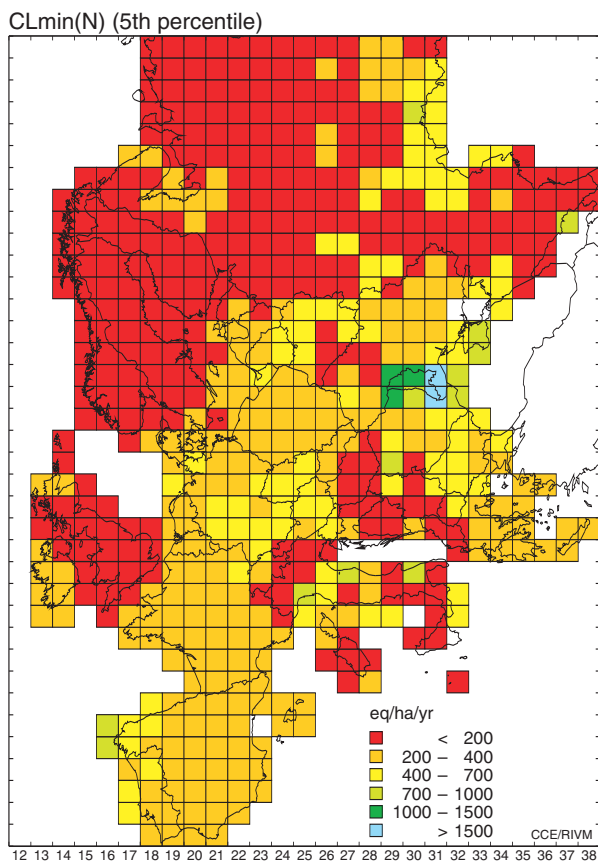 CLmin(N) (5th percentile)
eq/ha/yr
< 200
200 – 400
400 – 700
700 – 1000
1000 – 1500
> 1500
CCE/RIVM
12 13 14 15 16 17 18 19 20 21 22 23 24 25 26 27 28 29 30 31 32 33 34 35 36 37 38